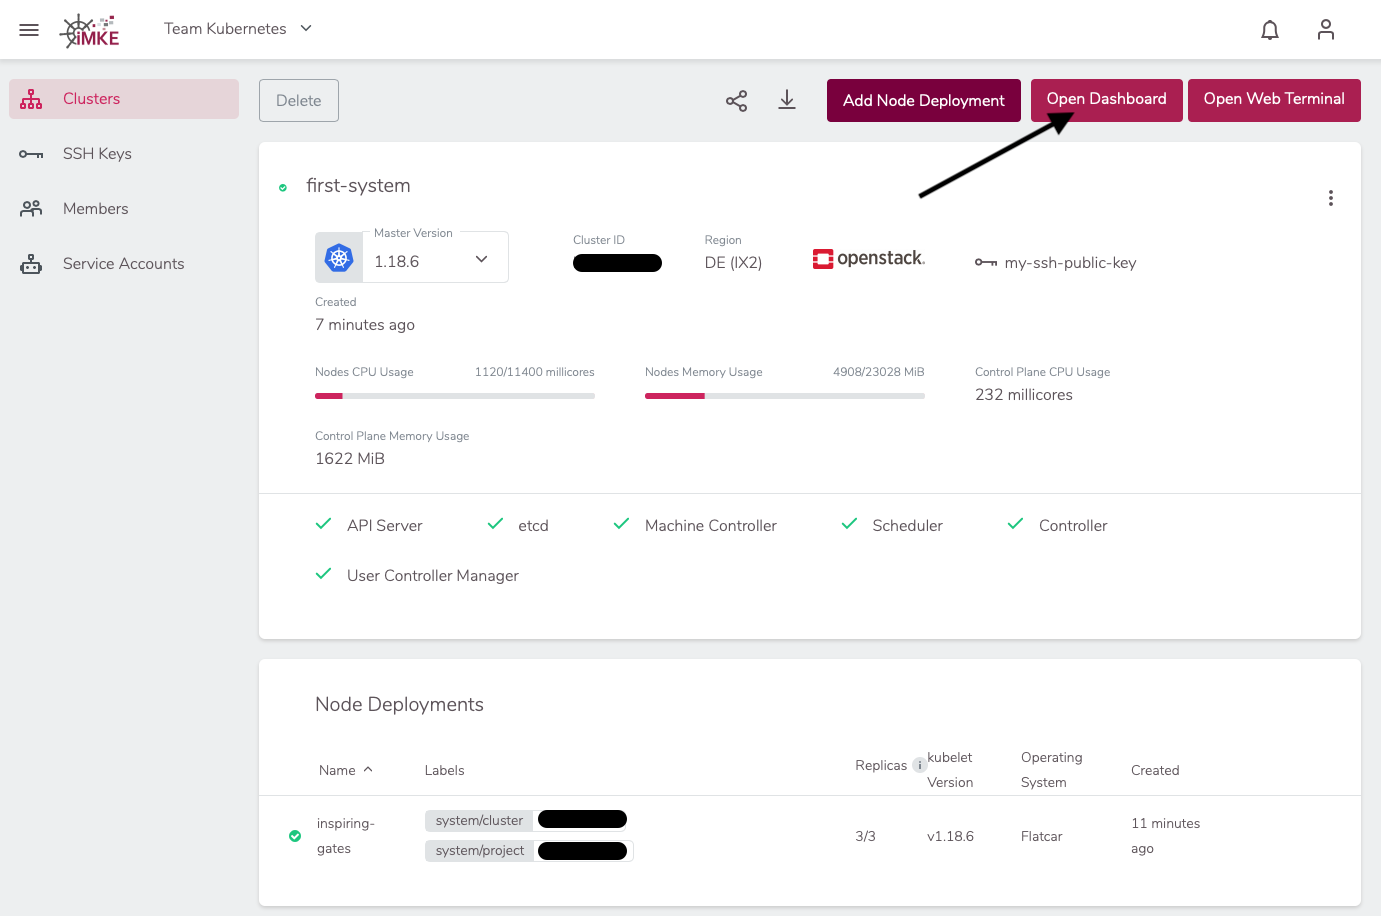 iMKE
Team Kubernetes
Clusters
SSH Keys
Members
Service Accounts
Delete
Add Node Deployment
Open Dashboard
Open Web Terminal
first-system
Master Version
1.18.6
Cluster ID
Region
DE (IX2)
openstack.
my-ssh-public-key
Created
7 minutes ago
Nodes CPU Usage
1120/11400 millicores
Nodes Memory Usage
4908/23028 MiB
Control Plane CPU Usage
232 millicores
Control Plane Memory Usage
1622 MiB
API Server
etcd
Machine Controller
Scheduler
Controller
User Controller Manager
Node Deployments
Name
Labels
Replicas
i
kubelet
Version
Operating
System
Created
inspiring-
gates
system/cluster
system/project
3/3
v1.18.6
Flatcar
11 minutes
ago